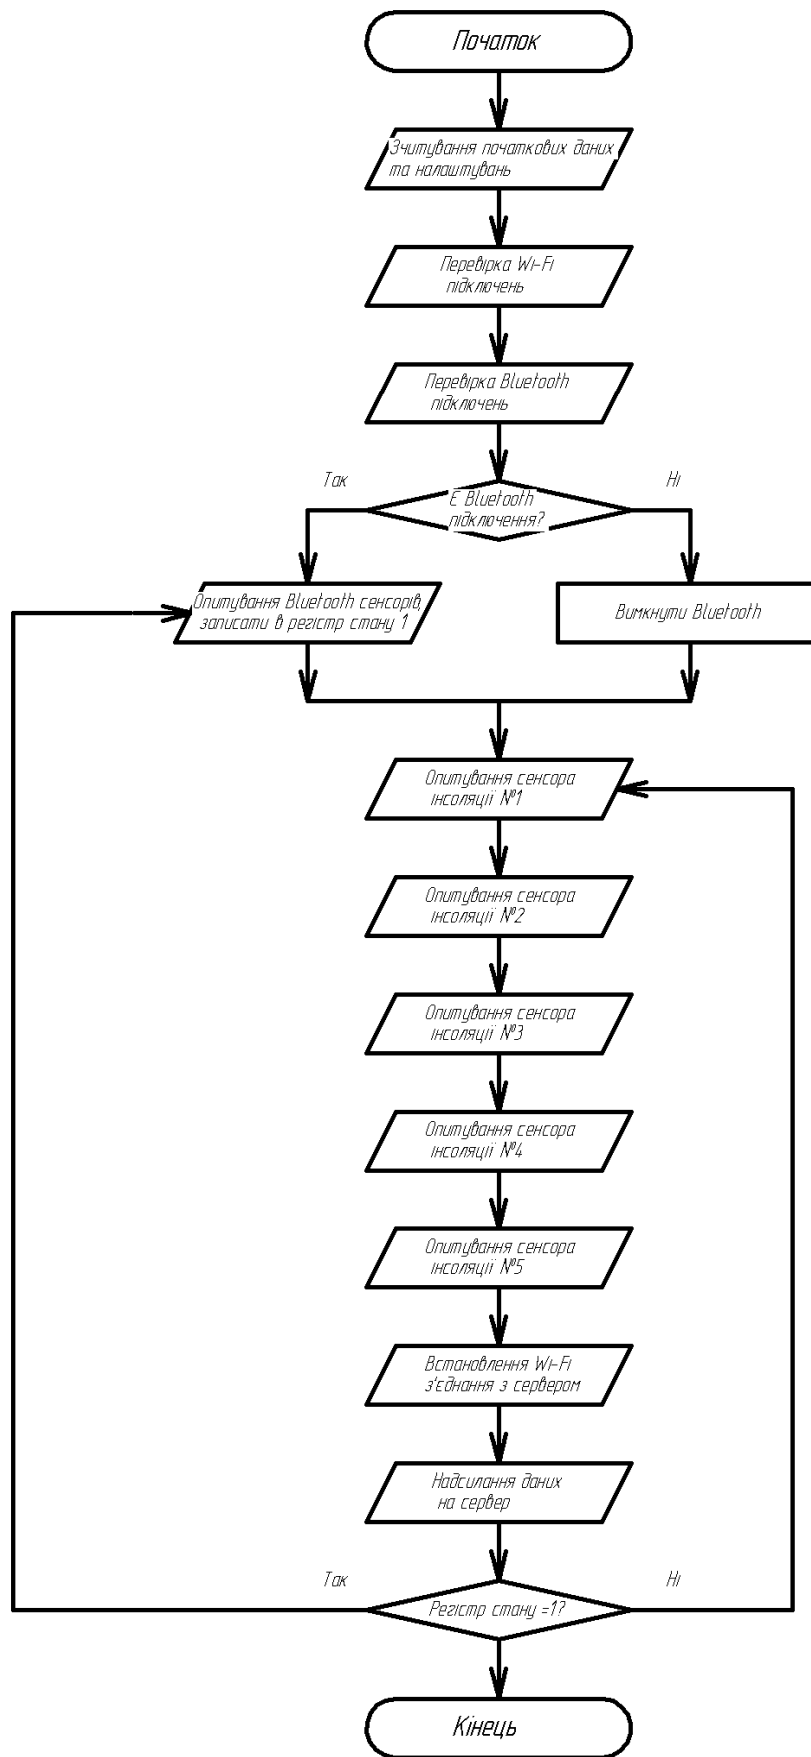 Початок
Зчитування початкових даних
та налаштувань
Перевірка Wi-Fi
підключень
Перевірка Bluetooth
підключень
Так
Ні
Є Bluetooth
підключення?
Опитування Bluetooth сенсорів,
записати в регістр стану 1
Вимкнути Bluetooth
Опитування сенсора
інсоляції №1
Опитування сенсора
інсоляції №2
Опитування сенсора
інсоляції №3
Опитування сенсора
інсоляції №4
Опитування сенсора
інсоляції №5
Встановлення Wi-Fi
з'єднання з сервером
Надсилання даних
на сервер
Так
Ні
Регістр стану =1?
Кінець